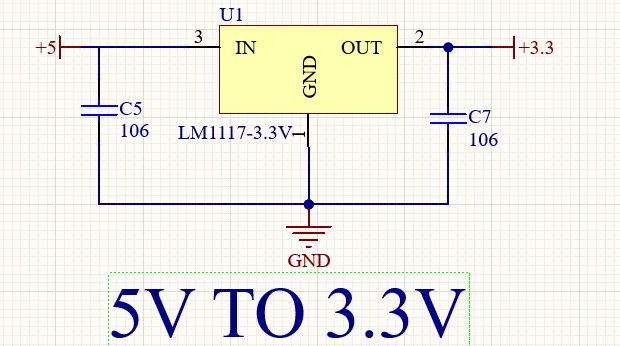 U1
+5
3
IN
GND
OUT
2
+3.3
C5
106
LM1117-3.3V
1
C7
106
GND
5V TO 3.3V